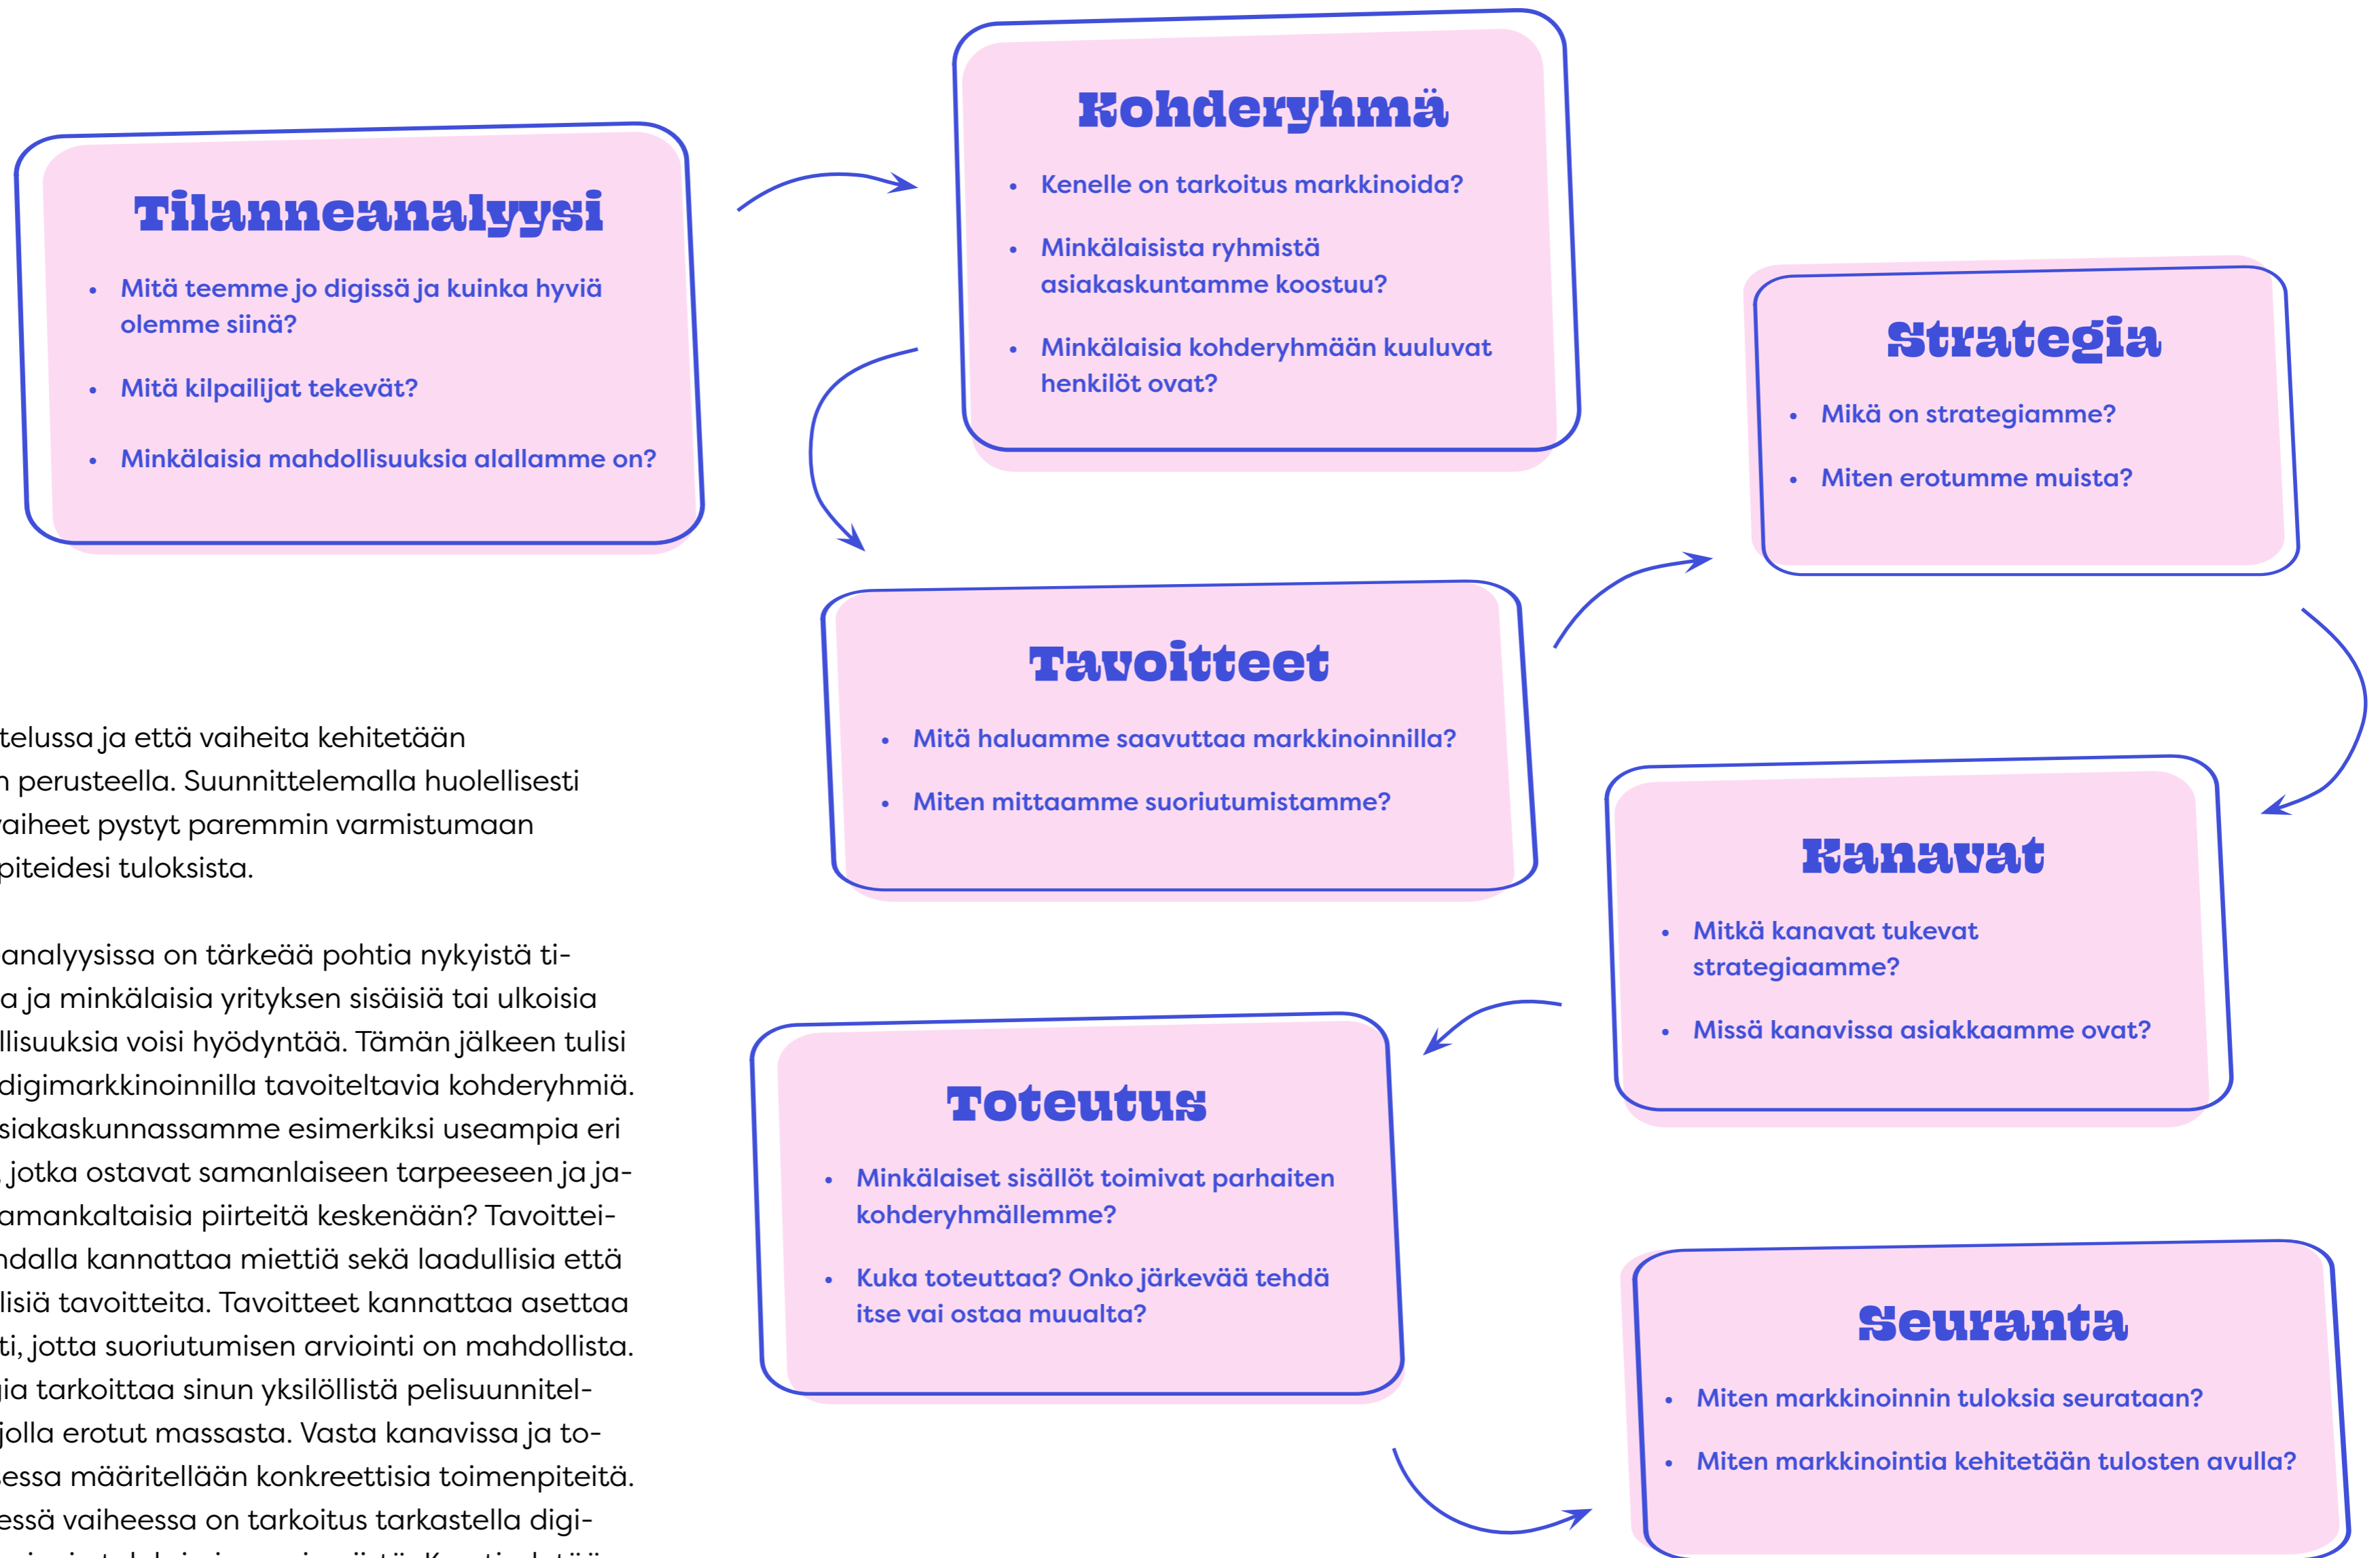 Tilanneanalyysi
• Mitä teemme jo digissä ja kuinka hyviä
olemme siinä?
• Mitä kilpailijat tekevät?
• Minkälaisia mahdollisuuksia alallamme on?
Kohderyhmä
• Kenelle on tarkoitus markkinoida?
• Minkälaisista ryhmistä
asiakaskuntamme koostuu?
• Minkälaisia kohderyhmään kuuluvat
henkilöt ovat?
Tavoitteet
• Mitä haluamme saavuttaa markkinoinnilla?
• Miten mittaamme suoriutumistamme?
Strategia
• Mikä on strategiamme?
• Miten erotumme muista?
Kanavat
• Mitkä kanavat tukevat
strategiaamme?
• Missä kanavissa asiakkaamme ovat?
Toteutus
• Minkälaiset sisällöt toimivat parhaiten
kohderyhmällemme?
• Kuka toteuttaa? Onko järkevää tehdä
itse vai ostaa muualta?
Seuranta
• Miten markkinoinnin tuloksia seurataan?
• Miten markkinointia kehitetään tulosten avulla?
telussa ja että vaiheita kehitetään
perusteella. Suunnittelemalla huolellisesti
vaiheet pystyt paremmin varmistumaan
piteidesi tuloksista.
analyysissa on tärkeää pohtia nykyistä ti-
a ja minkälaisia yrityksen sisäisiä tai ulkoisia
llisuuksia voisi hyödyntää. Tämän jälkeen tulisi
digimarkkinoinnilla tavoiteltavia kohderyhmiä.
siakaskunnassamme esimerkiksi useampia eri
jotka ostavat samanlaiseen tarpeeseen ja ja-
amankaltaisia piirteitä keskenään? Tavoittei-
ndalla kannattaa miettiä sekä laadullisia että
lisiä tavoitteita. Tavoitteet kannattaa asettaa
ti, jotta suoriutumisen arviointi on mahdollista.
gia tarkoittaa sinun yksilöllistä pelisuunnitel-
jolla erotut massasta. Vasta kanavissa ja to-
sessa määritellään konkreettisia toimenpiteitä.
essä vaiheessa on tarkoitus tarkastella digi-